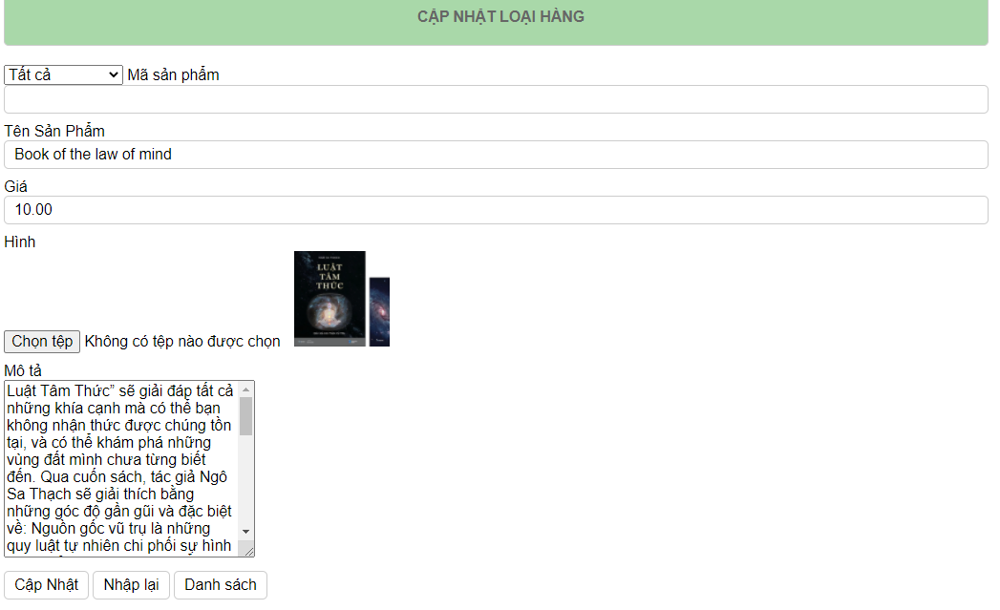 CẬP NHẬT LOẠI HÀNG
Tất cả Mã sản phẩm
Tên Sản Phẩm
Book of the law of mind
Giá
10.00
Hình
LUẬT
TÂM
THỨC
Chọn tệp Không có tệp nào được chọn
Mô tả
Luật Tâm Thức” sẽ giải đáp tất cả
những khía cạnh mà có thể bạn
không nhận thức được chúng tồn
tại, và có thể khám phá những
vùng đất mình chưa từng biết
đến. Qua cuốn sách, tác giả Ngô
Sa Thạch sẽ giải thích bằng
những góc độ gần gũi và đặc biệt
về: Nguồn gốc vũ trụ là những
quy luật tự nhiên chi phối sự hình
Cập Nhật Nhập lại Danh sách